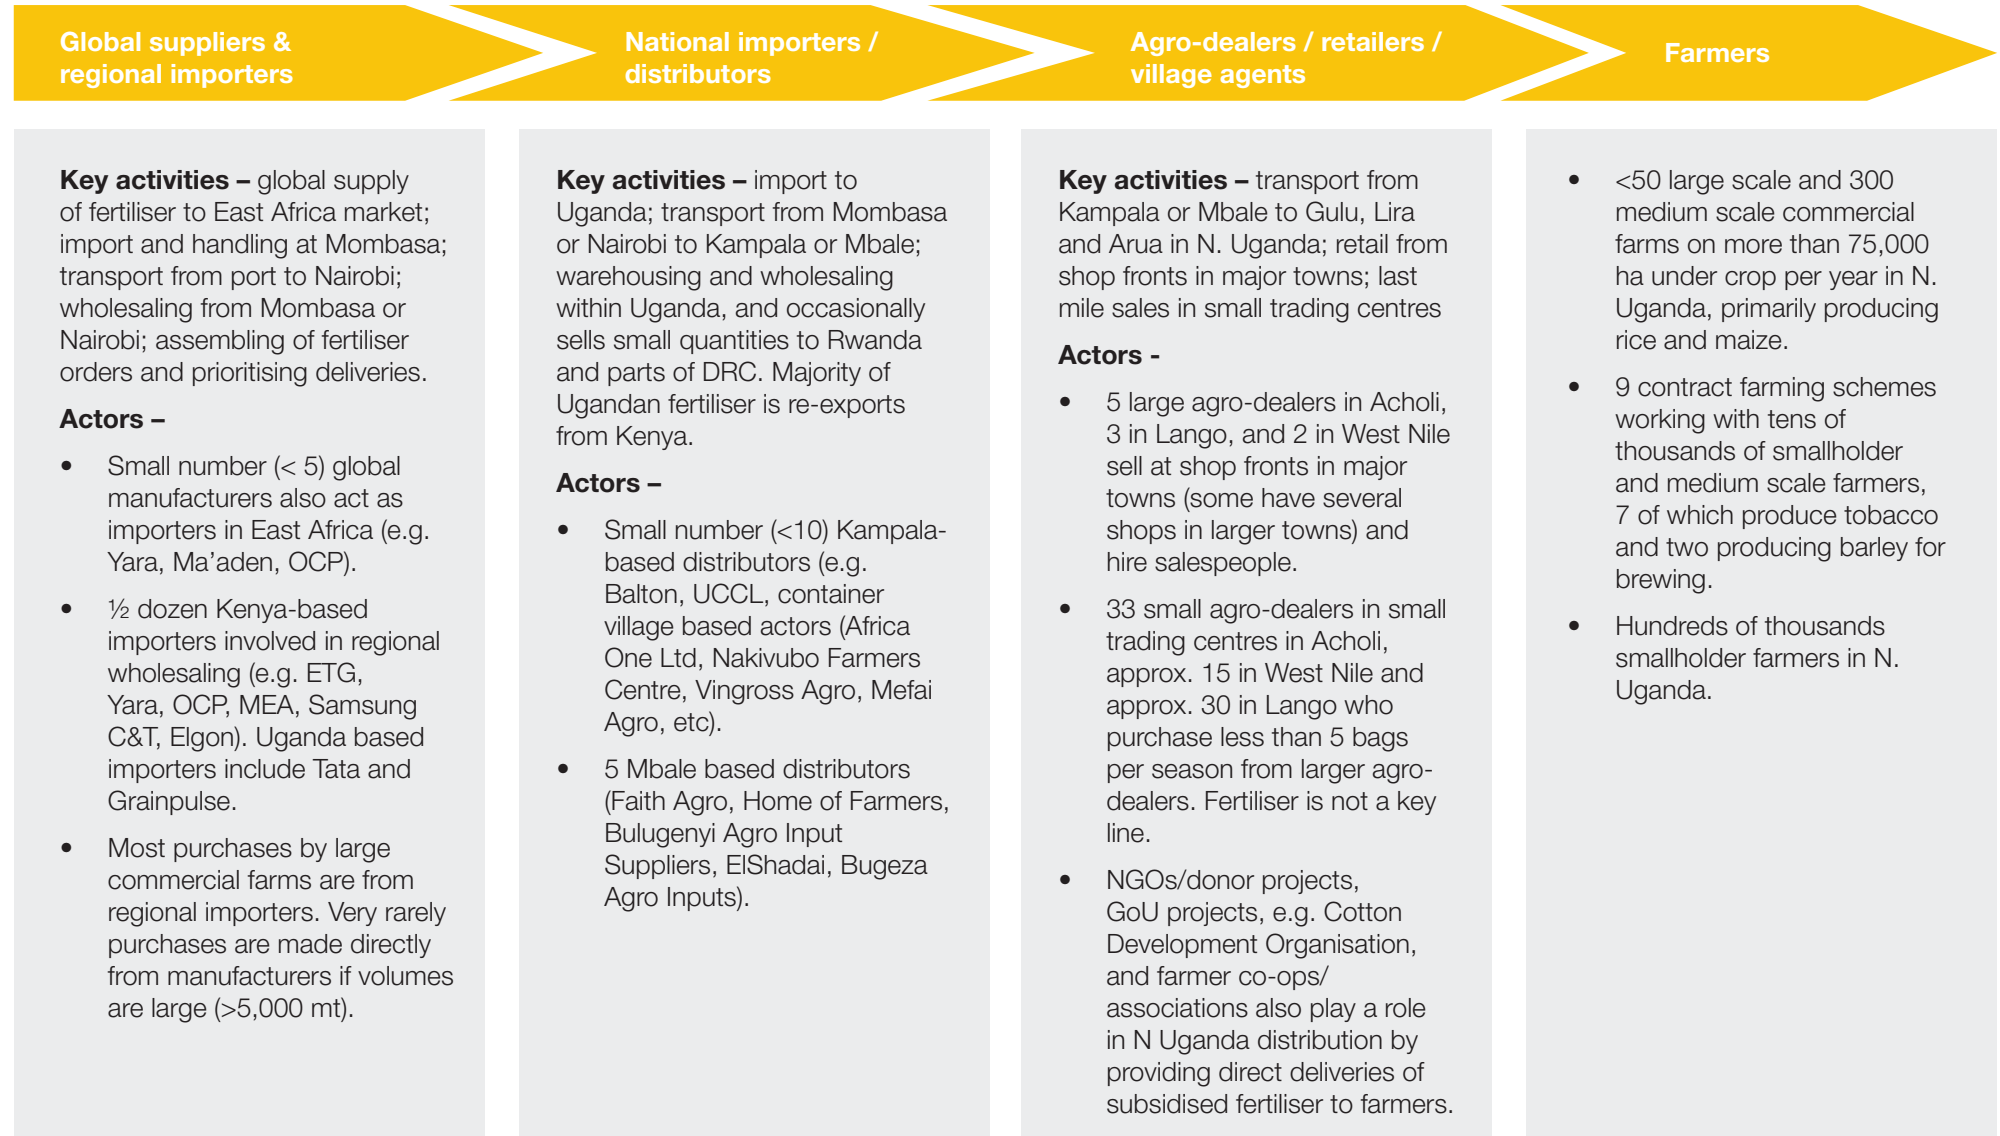 Global suppliers &
regional importers
National importers /
distributors
Agro-dealers / retailers /
village agents
Farmers
Key activities – global supply
of fertiliser to East Africa market;
import and handling at Mombasa;
transport from port to Nairobi;
wholesaling from Mombasa or
Nairobi; assembling of fertiliser
orders and prioritising deliveries.
Actors –
• Small number (< 5) global
manufacturers also act as
importers in East Africa (e.g.
Yara, Ma’aden, OCP).
• ½ dozen Kenya-based
importers involved in regional
wholesaling (e.g. ETG,
Yara, OCP, MEA, Samsung
C&T, Elgon). Uganda based
importers include Tata and
Grainpulse.
• Most purchases by large
commercial farms are from
regional importers. Very rarely
purchases are made directly
from manufacturers if volumes
are large (>5,000 mt).
Key activities – import to
Uganda; transport from Mombasa
or Nairobi to Kampala or Mbale;
warehousing and wholesaling
within Uganda, and occasionally
sells small quantities to Rwanda
and parts of DRC. Majority of
Ugandan fertiliser is re-exports
from Kenya.
Actors –
• Small number (<10) Kampala-
based distributors (e.g.
Balton, UCCL, container
village based actors (Africa
One Ltd, Nakivubo Farmers
Centre, Vingross Agro, Mefai
Agro, etc).
• 5 Mbale based distributors
(Faith Agro, Home of Farmers,
Bulugenyi Agro Input
Suppliers, ElShadai, Bugeza
Agro Inputs).
Key activities – transport from
Kampala or Mbale to Gulu, Lira
and Arua in N. Uganda; retail from
shop fronts in major towns; last
mile sales in small trading centres
Actors -
• 5 large agro-dealers in Acholi,
3 in Lango, and 2 in West Nile
sell at shop fronts in major
towns (some have several
shops in larger towns) and
hire salespeople.
• 33 small agro-dealers in small
trading centres in Acholi,
approx. 15 in West Nile and
approx. 30 in Lango who
purchase less than 5 bags
per season from larger agro-
dealers. Fertiliser is not a key
line.
• NGOs/donor projects,
GoU projects, e.g. Cotton
Development Organisation,
and farmer co-ops/
associations also play a role
in N Uganda distribution by
providing direct deliveries of
subsidised fertiliser to farmers.
• <50 large scale and 300
medium scale commercial
farms on more than 75,000
ha under crop per year in N.
Uganda, primarily producing
rice and maize.
• 9 contract farming schemes
working with tens of
thousands of smallholder
and medium scale farmers,
7 of which produce tobacco
and two producing barley for
brewing.
• Hundreds of thousands
smallholder farmers in N.
Uganda.